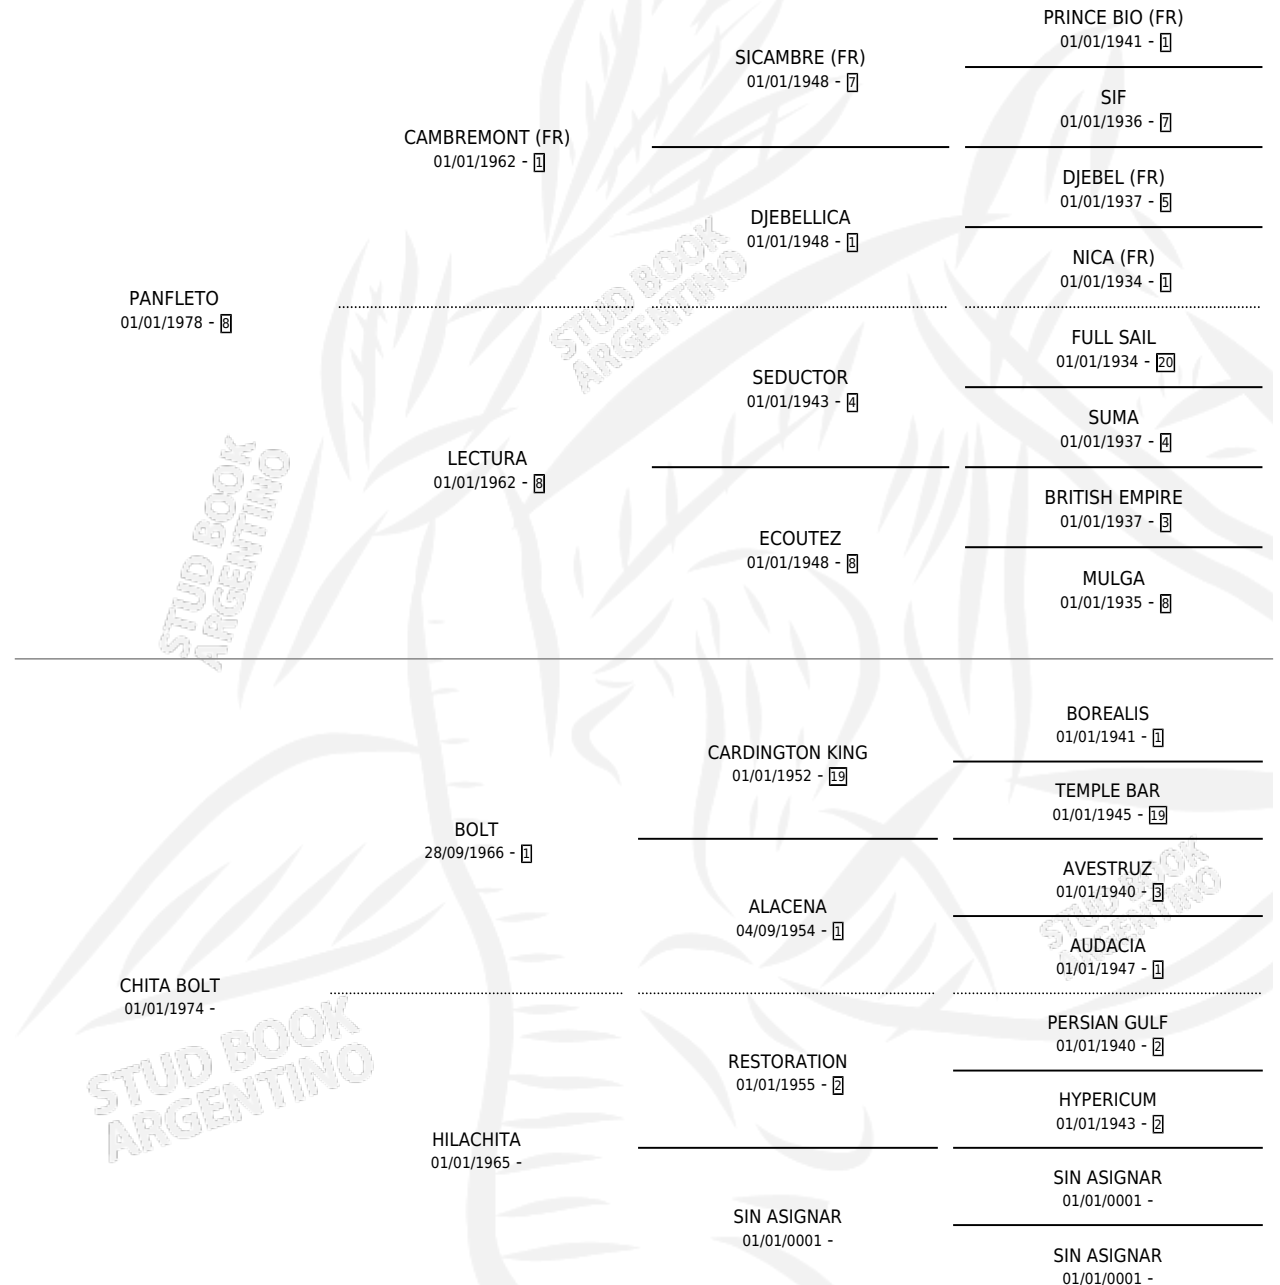 PRINCE BIO (FR)
01/01/1941 - 1
SICAMBRE (FR)
01/01/1948 - 7
SIF
01/01/1936 - 7
CAMBREMONT (FR)
01/01/1962 - 1
DJEBEL (FR)
01/01/1937 - 5
DJEBELLICA
01/01/1948 - 1
NICA (FR)
01/01/1934 - 1
PANFLETO
01/01/1978 - 8
FULL SAIL
01/01/1934 - 20
SEDUCTOR
01/01/1943 - 4
SUMA
01/01/1937 - 4
LECTURA
01/01/1962 - 8
BRITISH EMPIRE
01/01/1937 - 3
ECOUTEZ
01/01/1948 - 8
MULGA
01/01/1935 - 8
BOREALIS
01/01/1941 - 1
CARDINGTON KING
01/01/1952 - 19
TEMPLE BAR
01/01/1945 - 19
BOLT
28/09/1966 - 1
AVESTRUZ
01/01/1940 - 3
ALACENA
04/09/1954 - 1
AUDACIA
01/01/1947 - 1
CHITA BOLT
01/01/1974 -
PERSIAN GULF
01/01/1940 - 2
RESTORATION
01/01/1955 - 2
HYPERICUM
01/01/1943 - 2
HILACHITA
01/01/1965 -
SIN ASIGNAR
01/01/0001 -
SIN ASIGNAR
01/01/0001 -
SIN ASIGNAR
01/01/0001 -
STUD BOOK
ARGENTINO
STUD BOOK
ARGENTINO
STUD BOOK
ARGENTINO
STUD BOOK
ARGENTINO